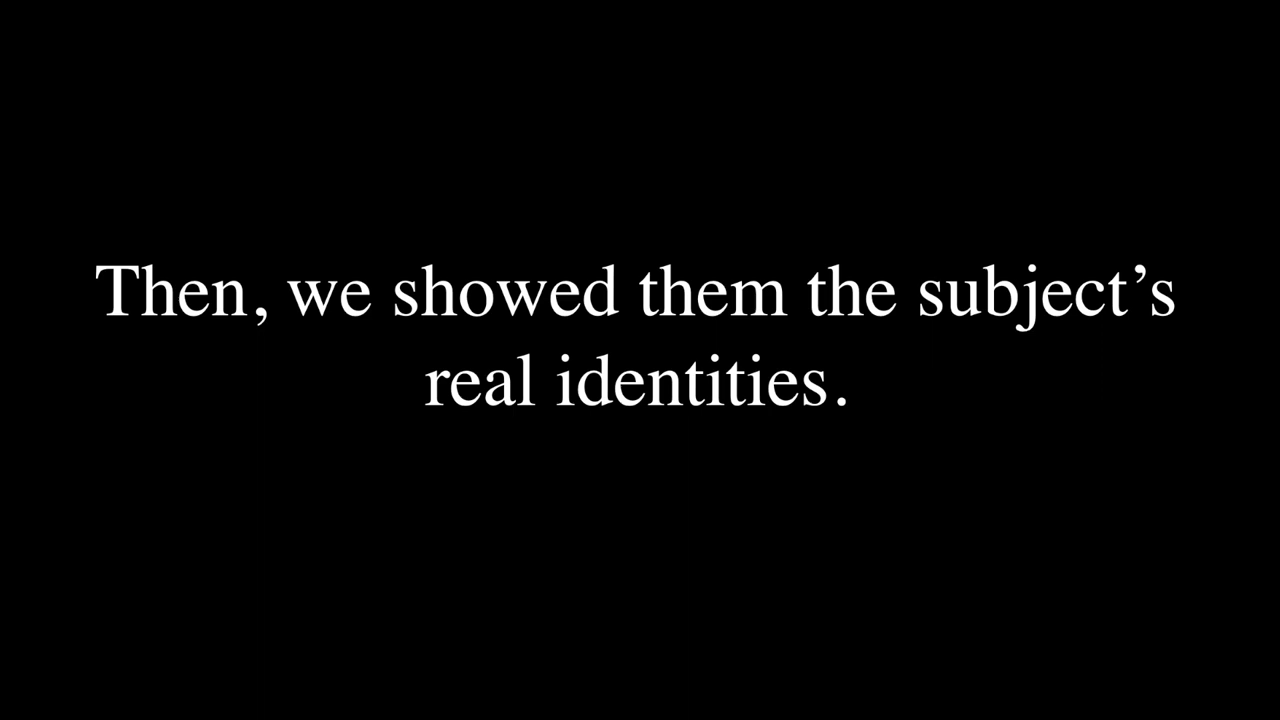 Then, we showed them the subject’s
real identities.